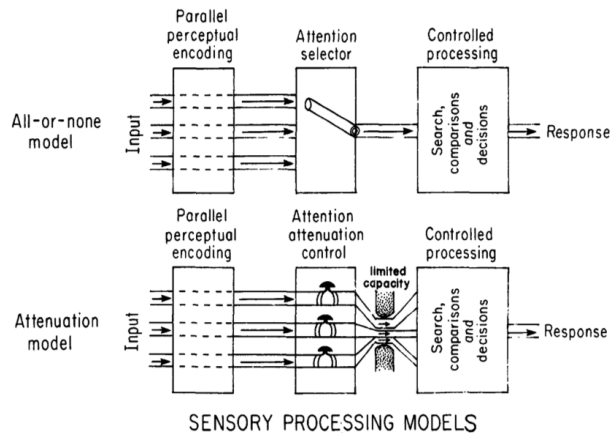 Parallel
perceptual
encoding
Attention
selector
Controlled
processing
All-or-none
model
Input
Search,
comparisons
and
decisions
Response
Parallel
perceptual
encoding
Attention
attenuation
control
limited
capacity
Controlled
processing
Attenuation
model
Input
Search,
comparisons
and
decisions
Response
SENSORY PROCESSING MODELS